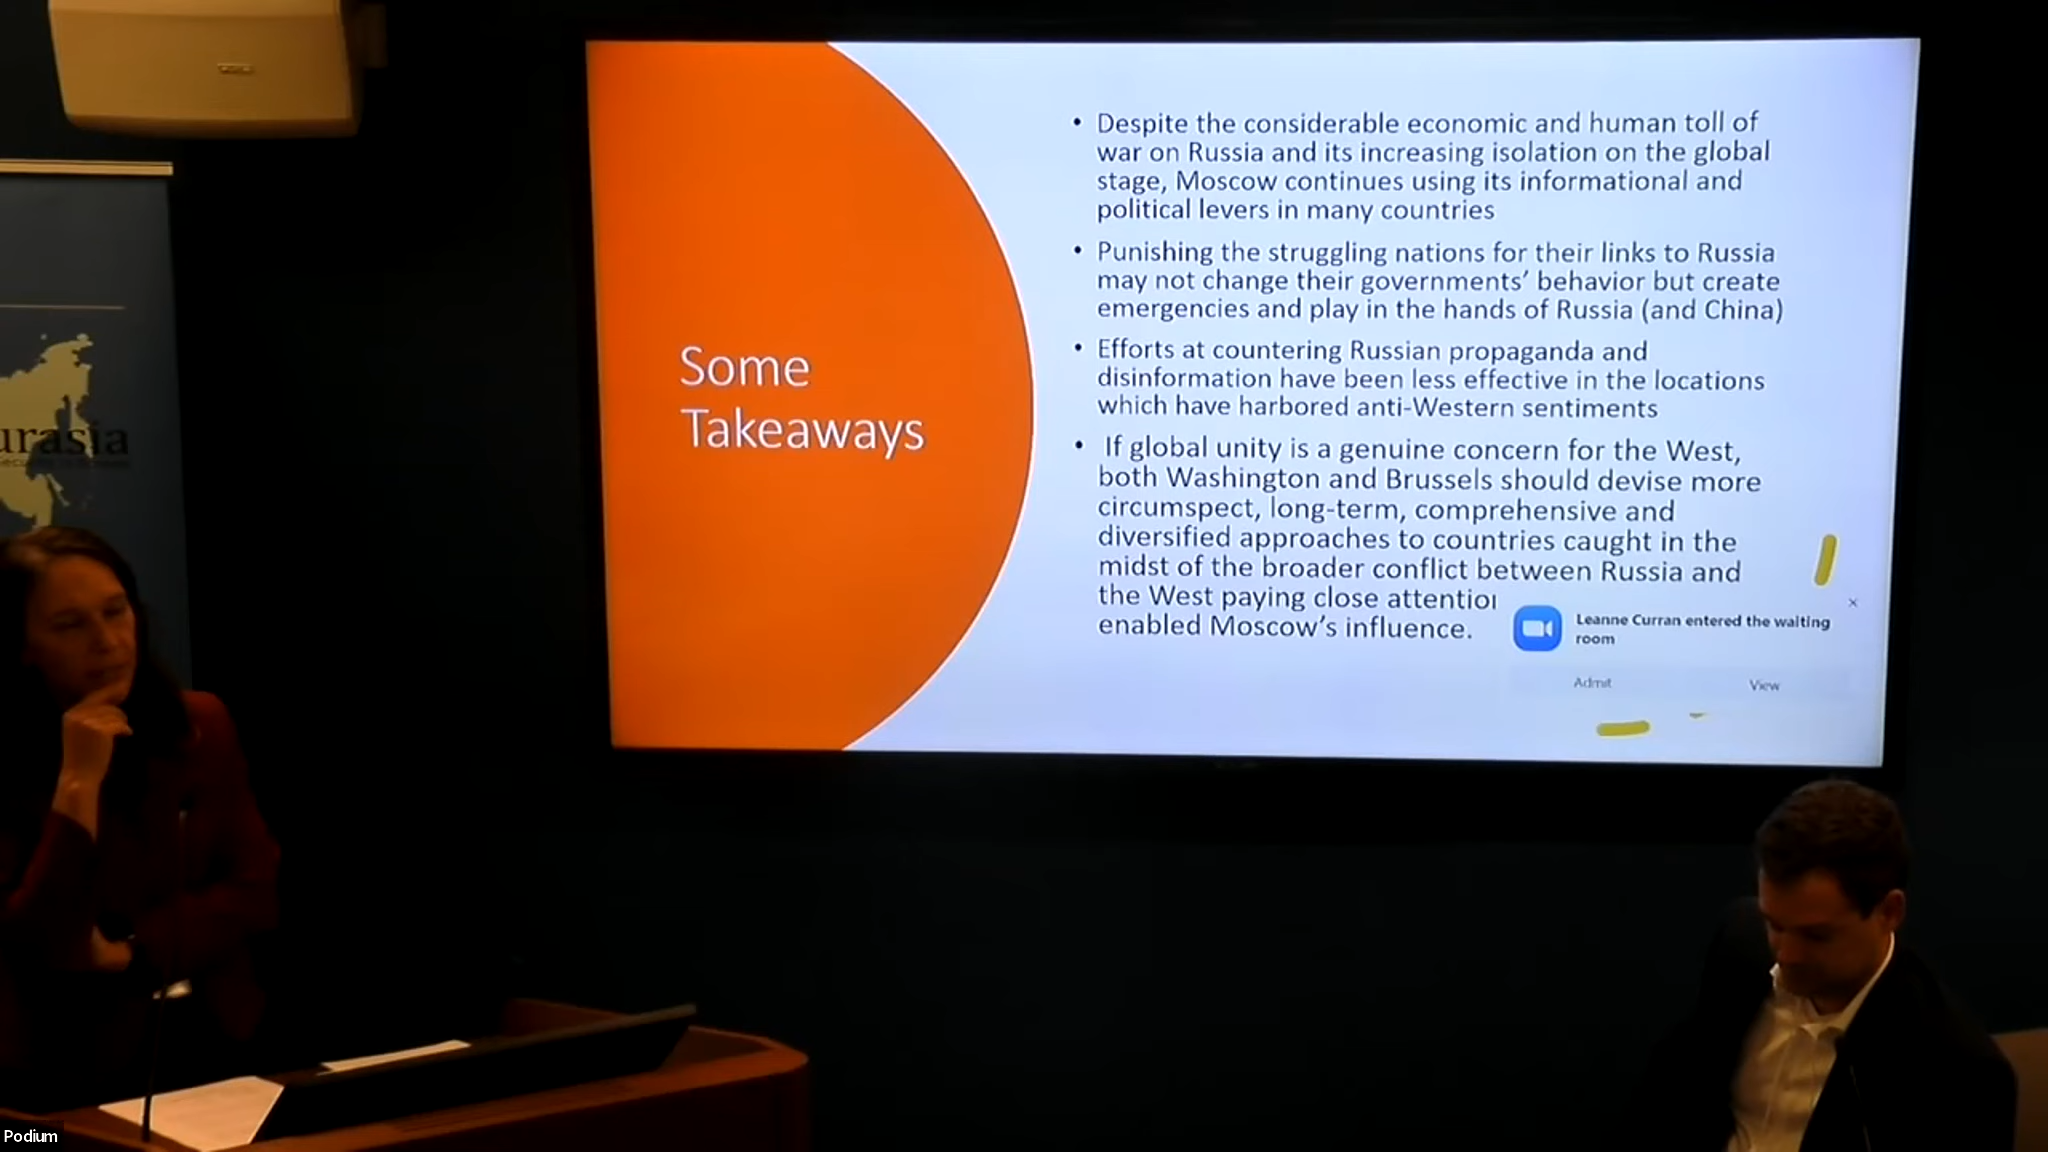 Some
Takeaways
• Despite the considerable economic and human toll of
war on Russia and its increasing isolation on the global
stage, Moscow continues using its informational and
political levers in many countries
• Punishing the struggling nations for their links to Russia
may not change their governments’ behavior but create
emergencies and play in the hands of Russia (and China)
• Efforts at countering Russian propaganda and
disinformation have been less effective in the locations
which have harbored anti-Western sentiments
• If global unity is a genuine concern for the West,
both Washington and Brussels should devise more
circumspect, long-term, comprehensive and
diversified approaches to countries caught in the
midst of the broader conflict between Russia and
the West paying close
enabled Moscow’s influence.
Leanne Curran entered the waiting
room
Admit
View
urasia
Podium